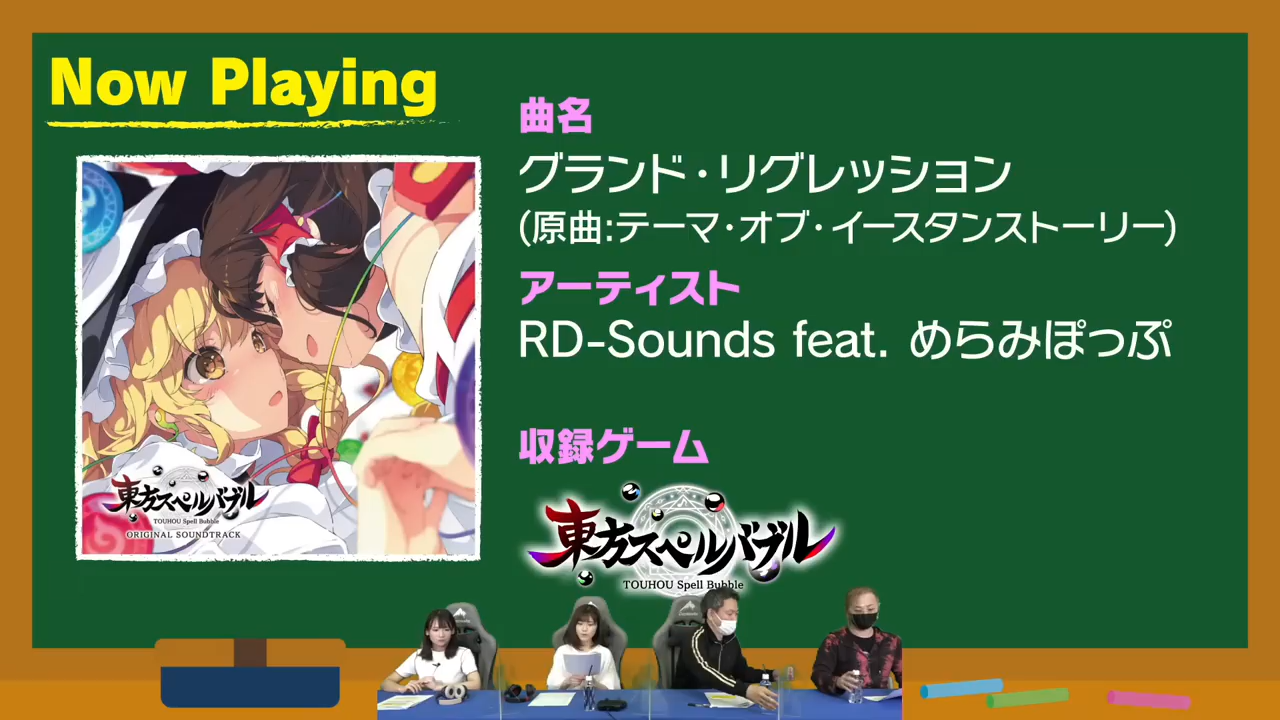 Now Playing
曲名
グランド・リグレッション
(原曲:テーマ・オブ・イースタンストーリー)
アーティスト
RD-Sounds feat. めらみぽっぷ
収録ゲーム
東方スペルバブル
TOUHOU Spell Bubble
東方スペルバブル
TOUHOU Spell Bubble
ORIGINAL SOUNDTRACK